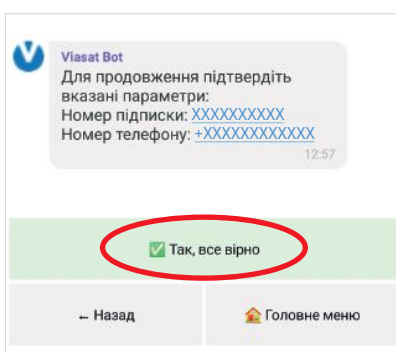 Viasat Bot
Для продовження підтвердіть
вказані параметри:
Номер підписки: XXXXXXXXXX
Номер телефону: +XXXXXXXXXXXX
12:57
✅ Так, все вірно
← Назад
🏠 Головне меню